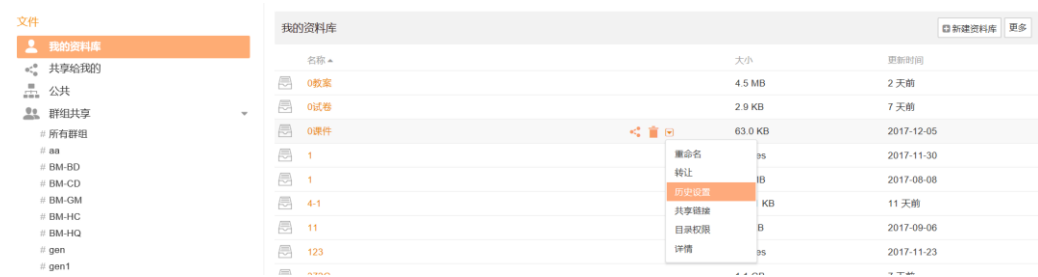 文件
我的资料库
共享给我的
公共
群组共享
# 所有群组
# aa
# BM-BD
# BM-CD
# BM-GM
# BM-HC
# BM-HQ
# gen
# gen1
我的资料库 新建资料库 更多
名称 大小 更新时间
0教案 4.5 MB 2 天前
0试卷 2.9 KB 7 天前
0课件 63.0 KB 2017-12-05
重命名
转让
历史设置
共享链接
目录权限
详情
1 es 2017-11-30
1 IB 2017-08-08
4-1 KB 11 天前
11 B 2017-09-06
123 es 2017-11-23